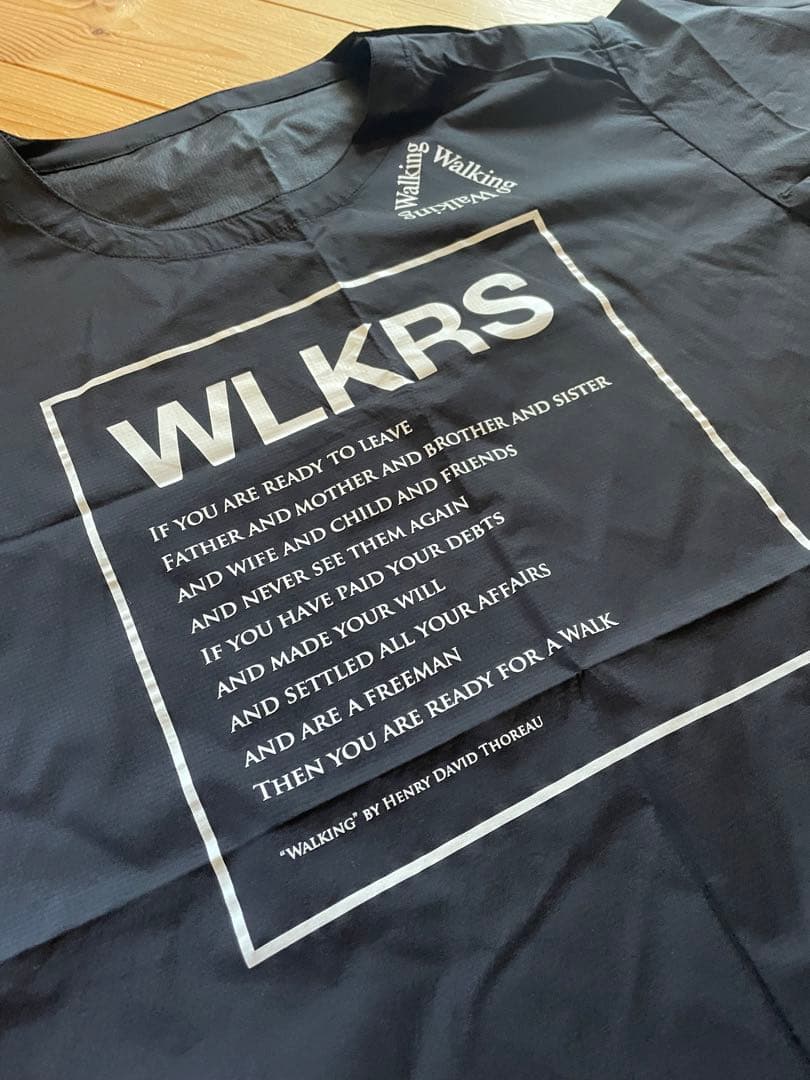 Walking
Walking
Walking
WLKRS
IF YOU ARE READY TO LEAVE
FATHER AND MOTHER AND BROTHER AND SISTER
AND WIFE AND CHILD AND FRIENDS
AND NEVER SEE THEM AGAIN
IF YOU HAVE PAID YOUR DEBTS
AND MADE YOUR WILL
AND SETTLED ALL YOUR AFFAIRS
AND ARE A FREEMAN
THEN YOU ARE READY FOR A WALK
"WALKING" BY HENRY DAVID THOREAU